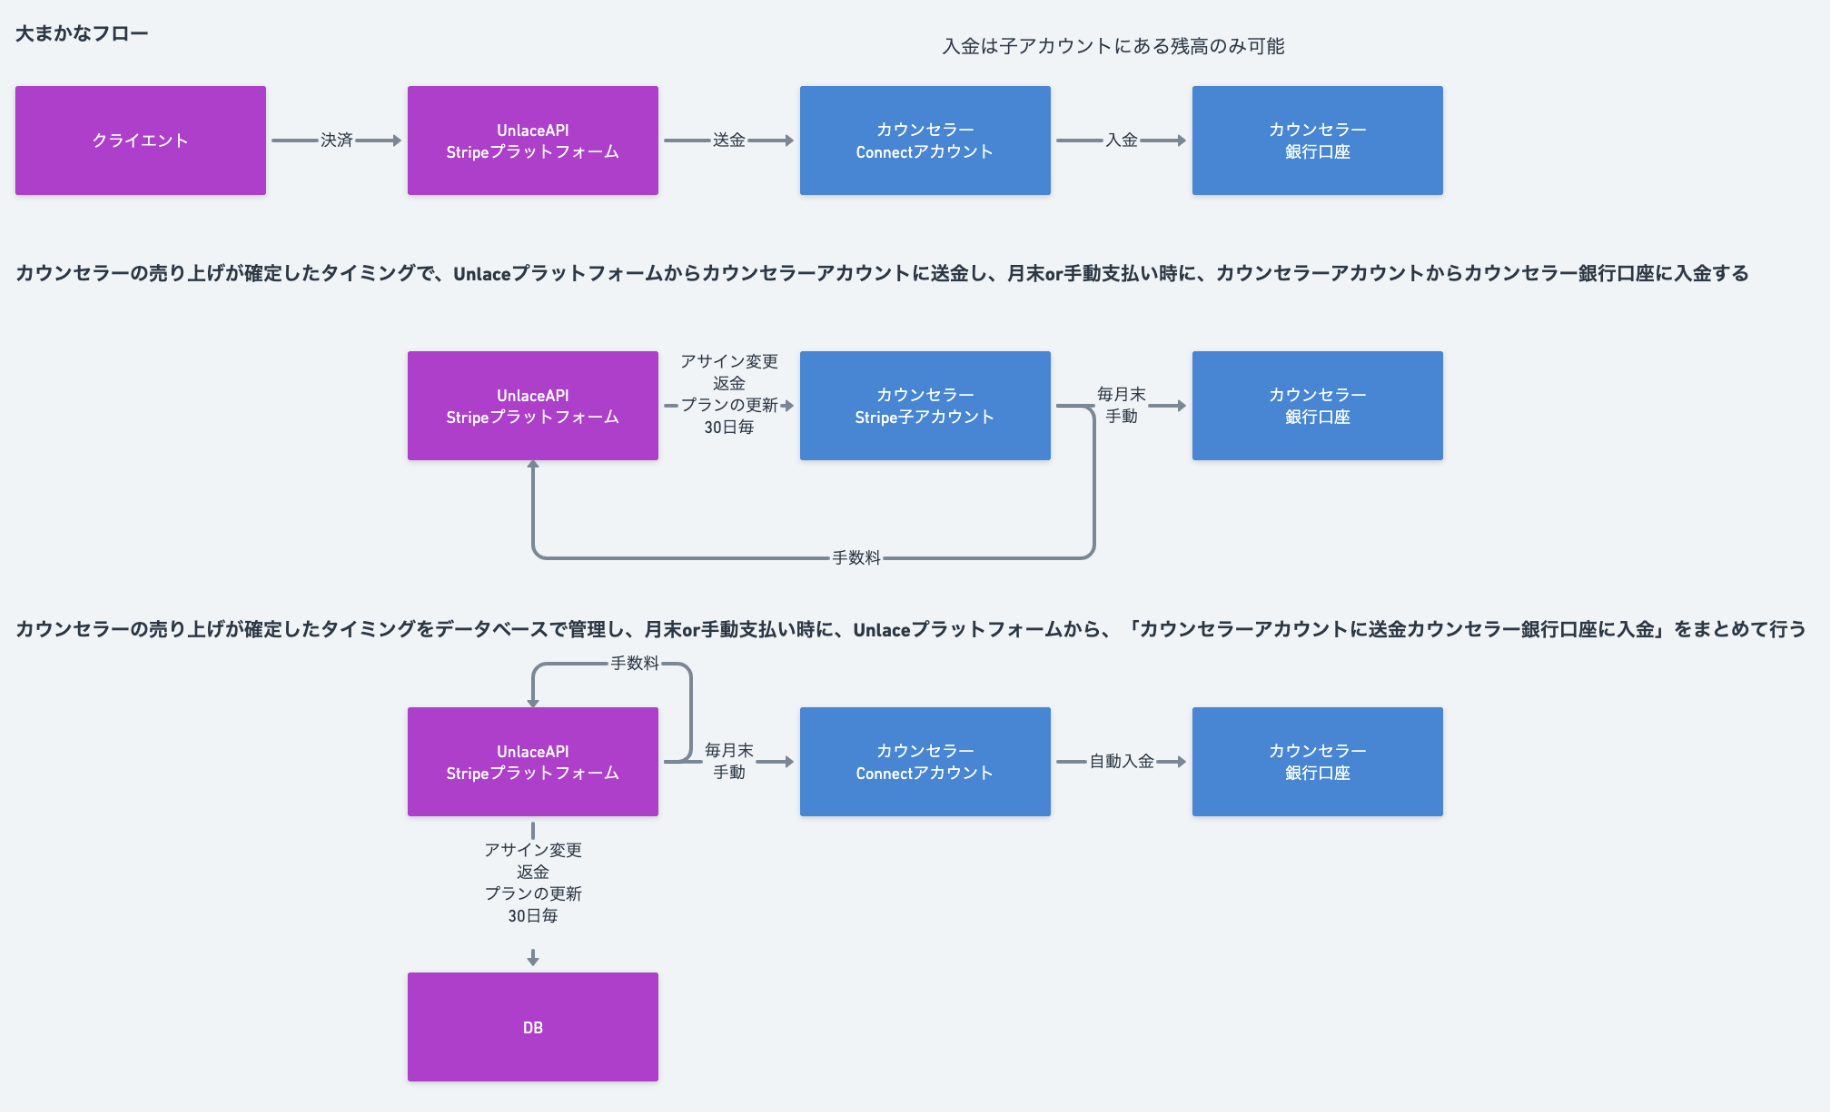 大まかなフロー
入金は子アカウントにある残高のみ可能
クライエント
決済
UnlaceAPI
Stripeプラットフォーム
送金
カウンセラー
Connectアカウント
入金
カウンセラー
銀行口座
カウンセラーの売り上げが確定したタイミングで、Unlaceプラットフォームからカウンセラーアカウントに送金し、月末or手動支払い時に、カウンセラーアカウントからカウンセラー銀行口座に入金する
UnlaceAPI
Stripeプラットフォーム
アサイン変更
返金
プランの更新
30日毎
カウンセラー
Stripe子アカウント
毎月末
手動
カウンセラー
銀行口座
手数料
カウンセラーの売り上げが確定したタイミングをデータベースで管理し、月末or手動支払い時に、Unlaceプラットフォームから、「カウンセラーアカウントに送金カウンセラー銀行口座に入金」をまとめて行う
手数料
UnlaceAPI
Stripeプラットフォーム
毎月末
手動
カウンセラー
Connectアカウント
自動入金
カウンセラー
銀行口座
アサイン変更
返金
プランの更新
30日毎
DB